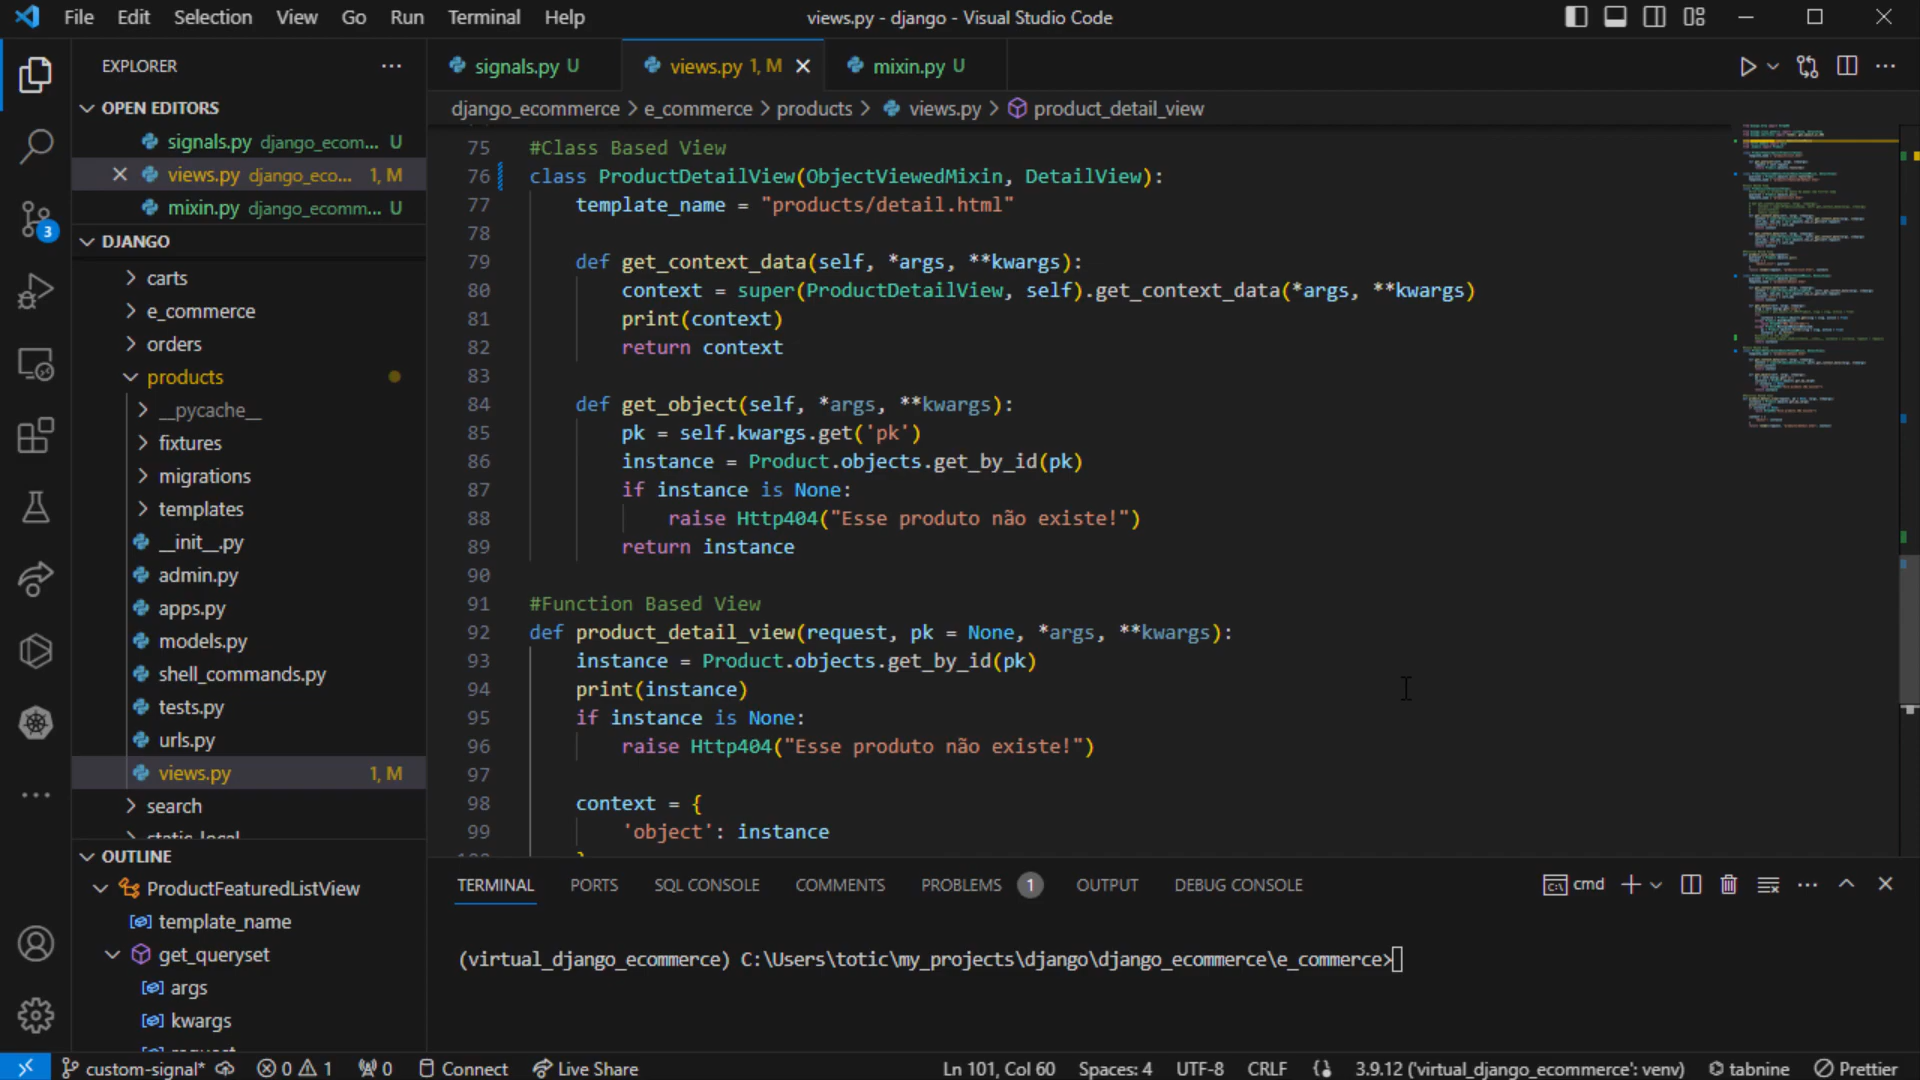 File Edit Selection View Go Run Terminal Help
views.py - django - Visual Studio Code
EXPLORER
OPEN EDITORS
signals.py django_ecom... U
views.py django_eco... 1, M
mixin.py django_ecomm... U
DJANGO
carts
e_commerce
orders
products
__pycache__
fixtures
migrations
templates
__init__.py
admin.py
apps.py
models.py
shell_commands.py
tests.py
urls.py
views.py 1, M
search
static_local
OUTLINE
ProductFeaturedListView
template_name
get_queryset
args
kwargs
request
3
signals.py U
views.py 1, M
mixin.py U
django_ecommerce > e_commerce > products > views.py > product_detail_view
75 #Class Based View
76 class ProductDetailView(ObjectViewedMixin, DetailView):
77 template_name = "products/detail.html"
78
79 def get_context_data(self, *args, **kwargs):
80 context = super(ProductDetailView, self).get_context_data(*args, **kwargs)
81 print(context)
82 return context
83
84 def get_object(self, *args, **kwargs):
85 pk = self.kwargs.get('pk')
86 instance = Product.objects.get_by_id(pk)
87 if instance is None:
88 raise Http404("Esse produto não existe!")
89 return instance
90
91 #Function Based View
92 def product_detail_view(request, pk = None, *args, **kwargs):
93 instance = Product.objects.get_by_id(pk)
94 print(instance)
95 if instance is None:
96 raise Http404("Esse produto não existe!")
97
98 context = {
99 'object': instance
100 }
TERMINAL PORTS SQL CONSOLE COMMENTS PROBLEMS 1 OUTPUT DEBUG CONSOLE
cmd
(virtual_django_ecommerce) C:\Users\totic\my_projects\django\django_ecommerce\e_commerce>
custom-signal* 0 1 0 Connect Live Share Ln 101, Col 60 Spaces: 4 UTF-8 CRLF 3.9.12 ('virtual_django_ecommerce': venv) tabnine Prettier